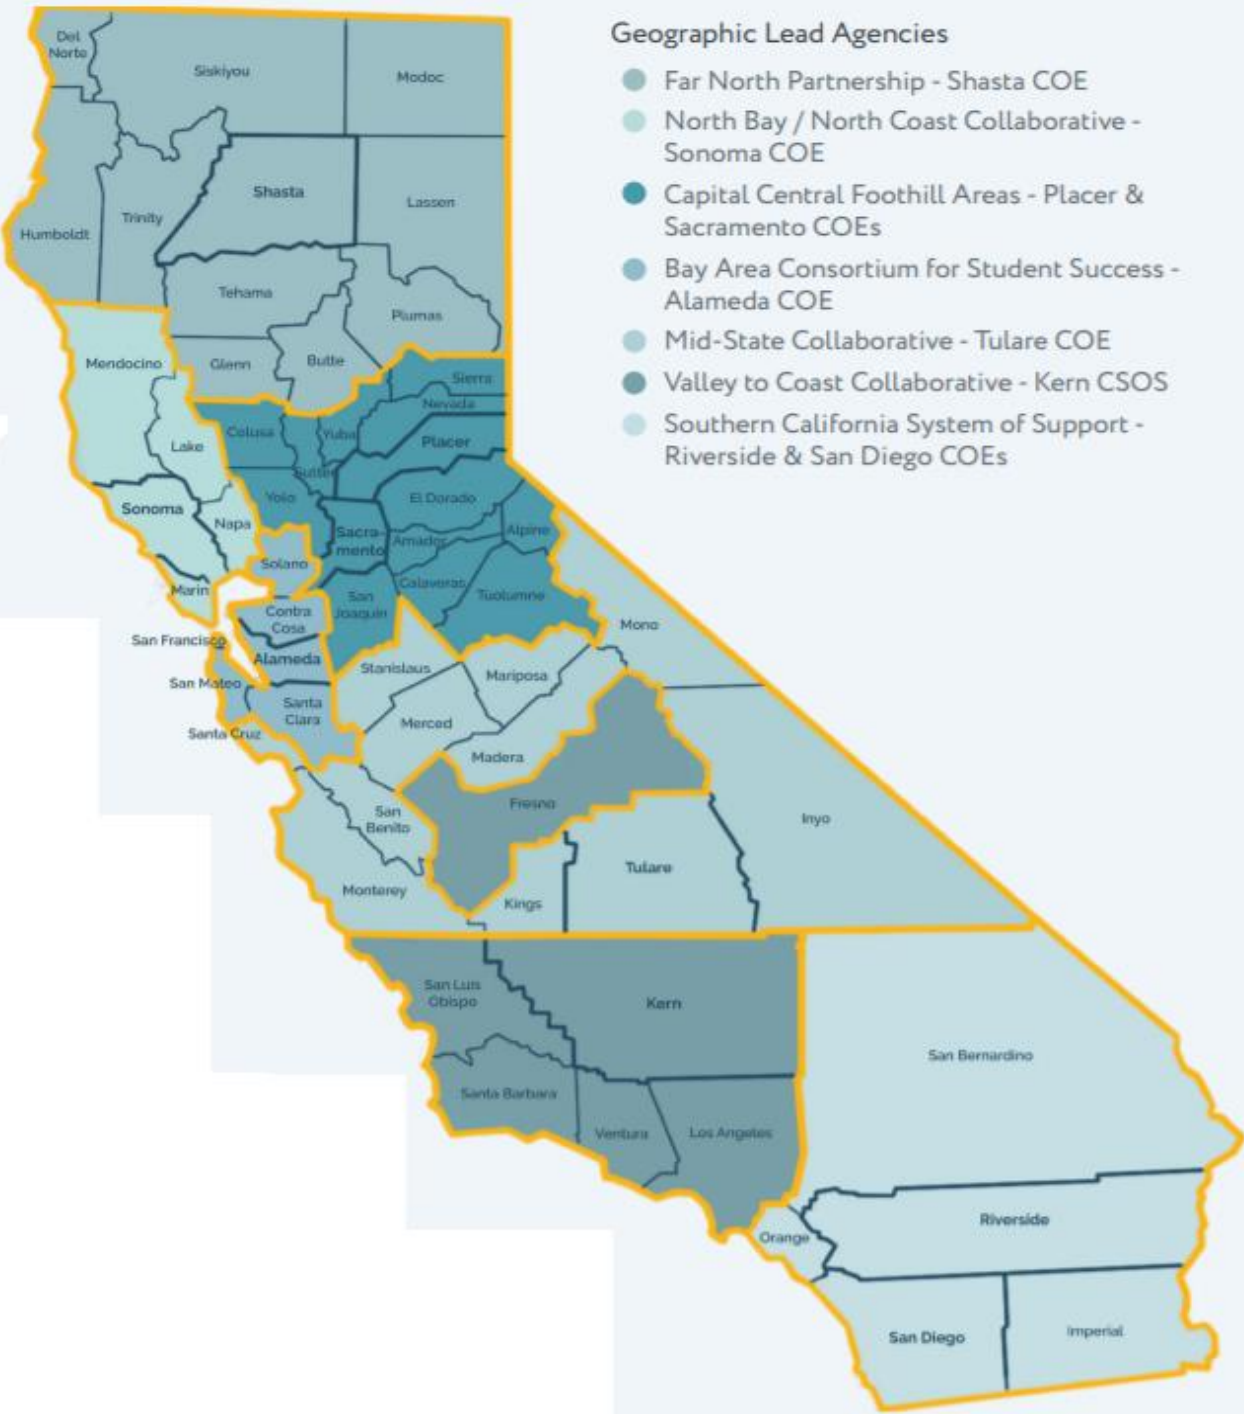 Geographic Lead Agencies
Far North Partnership - Shasta COE
North Bay / North Coast Collaborative -
Sonoma COE
Capital Central Foothill Areas - Placer &
Sacramento COEs
Bay Area Consortium for Student Success -
Alameda COE
Mid-State Collaborative - Tulare COE
Valley to Coast Collaborative - Kern CSOS
Southern California System of Support -
Riverside & San Diego COEs
Del
Norte
Siskiyou
Modoc
Shasta
Lassen
Trinity
Humboldt
Tehama
Plumas
Mendocino
Glenn
Butte
Sierra
Nevada
Colusa
Yuba
Placer
Lake
Sutter
Yolo
El Dorado
Sonoma
Napa
Sacra-
mento
Amador
Alpine
Solano
Calaveras
Marin
San
Joaquin
Tuolumne
Contra
Cosa
Mono
San Francisco
Alameda
Stanislaus
Mariposa
San Mateo
Santa
Clara
Merced
Santa Cruz
Madera
Fresno
San
Benito
Inyo
Tulare
Monterey
Kings
San Luis
Obispo
Kern
San Bernardino
Santa Barbara
Ventura
Los Angeles
Riverside
Orange
San Diego
Imperial